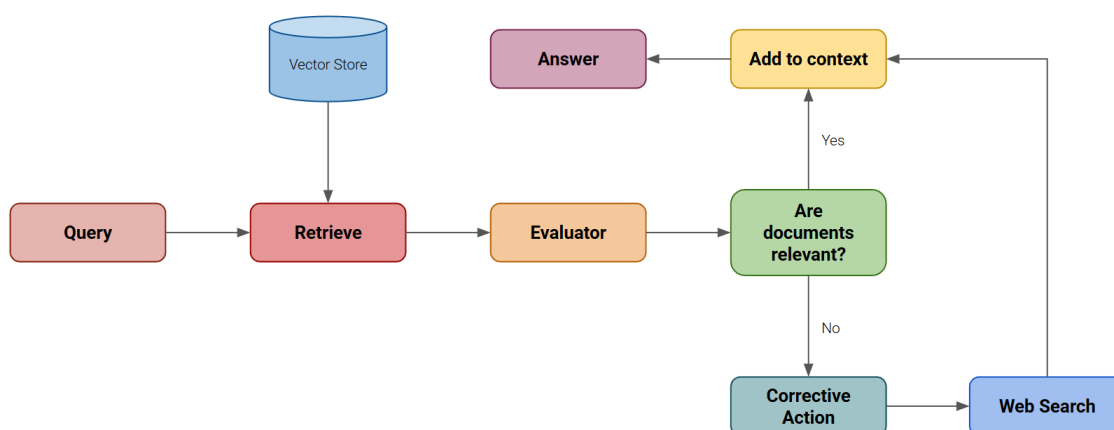 Vector Store
Answer
Add to context
Yes
Query
Retrieve
Evaluator
Are
documents
relevant?
No
Corrective
Action
Web Search